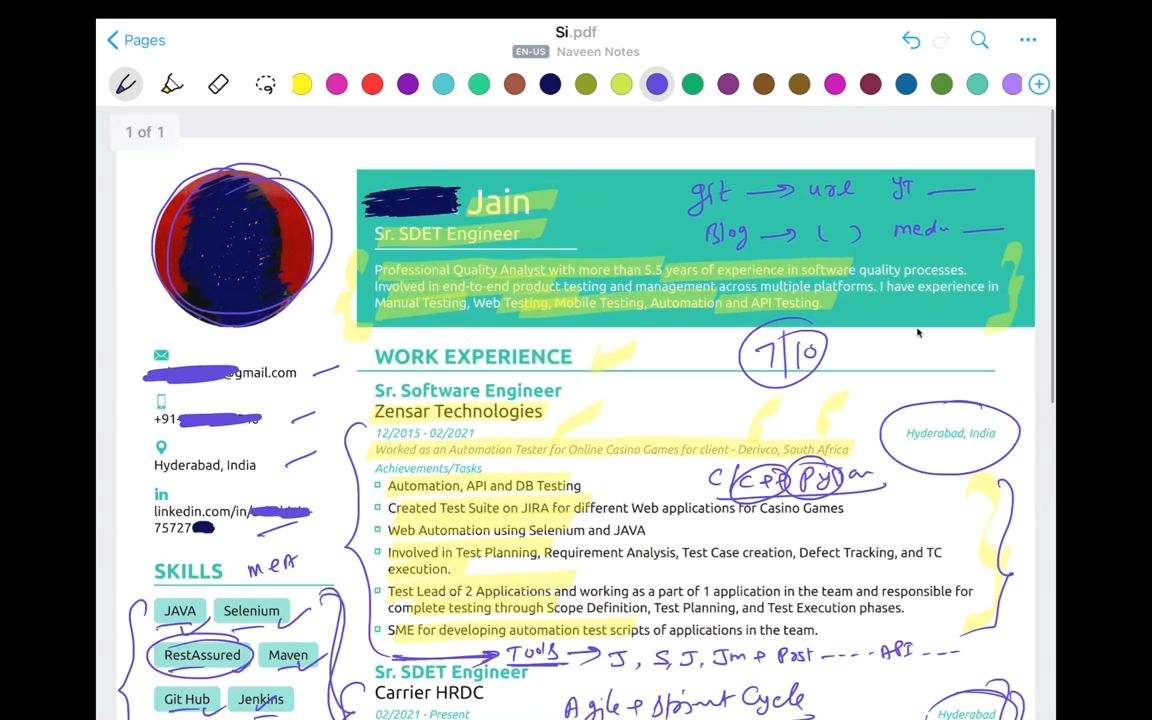 Pages
Si.pdf
EN-US Naveen Notes
1 of 1
Jain
Sr. SDET Engineer
git → url YT
Blog → ( )
Professional Quality Analyst with more than 5.5 years of experience in software quality processes.
Involved in end-to-end product testing and management across multiple platforms. I have experience in
Manual Testing, Web Testing, Mobile Testing, Automation and API Testing.
@gmail.com
+91-
Hyderabad, India
in
linkedin.com/in/
75727
SKILLS
JAVA Selenium
RestAssured Maven
Git Hub Jenkins
WORK EXPERIENCE
7|10
Sr. Software Engineer
Zensar Technologies
12/2015 - 02/2021
Hyderabad, India
Worked as an Automation Tester for Online Casino Games for client - Derivco, South Africa
Achievements/Tasks
C/C++
Automation, API and DB Testing
Created Test Suite on JIRA for different Web applications for Casino Games
Web Automation using Selenium and JAVA
Involved in Test Planning, Requirement Analysis, Test Case creation, Defect Tracking, and TC
execution.
Test Lead of 2 Applications and working as a part of 1 application in the team and responsible for
complete testing through Scope Definition, Test Planning, and Test Execution phases.
SME for developing automation test scripts of applications in the team.
Tools → J, S, J, Jm + Post ---- API ---
Sr. SDET Engineer
Carrier HRDC
Agile + Sprint Cycle
02/2021 - Present
Hyderabad